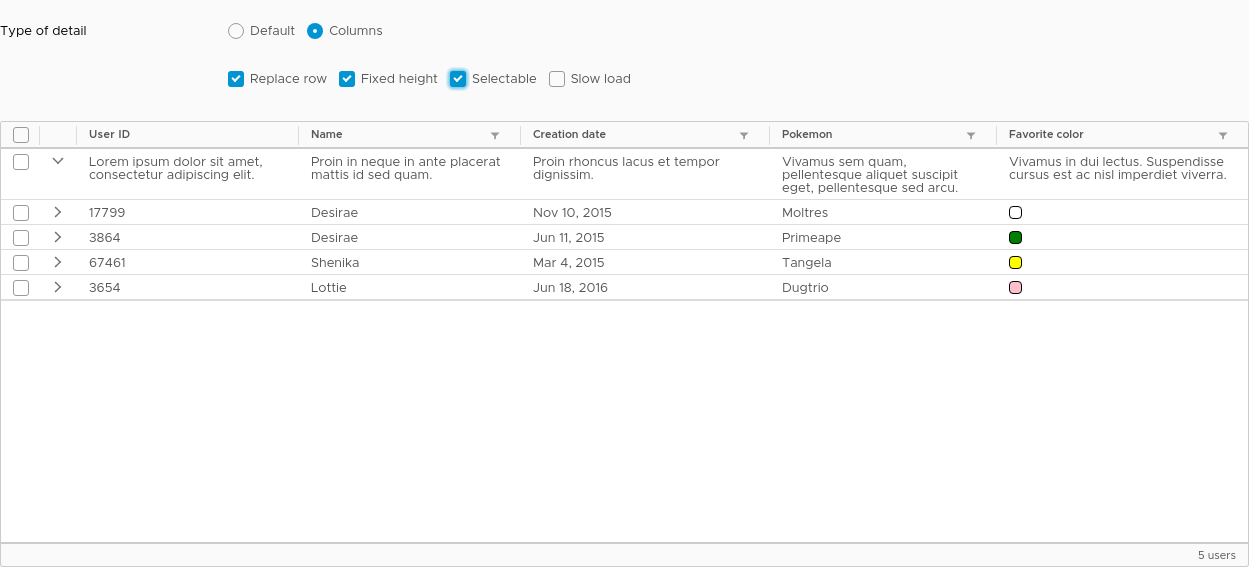 Type of detail Default Columns
Replace row Fixed height Selectable Slow load
User ID Name Creation date Pokemon Favorite color
Lorem ipsum dolor sit amet, Proin in neque in ante placerat Proin rhoncus lacus et tempor Vivamus sem quam, Vivamus in dui lectus. Suspendisse
consectetur adipiscing elit. mattis id sed quam. dignissim. pellentesque aliquet suscipit cursus est ac nisl imperdiet viverra.
eget, pellentesque sed arcu.
17799 Desirae Nov 10, 2015 Moltres
3864 Desirae Jun 11, 2015 Primeape
67461 Shenika Mar 4, 2015 Tangela
3654 Lottie Jun 18, 2016 Dugtrio
5 users